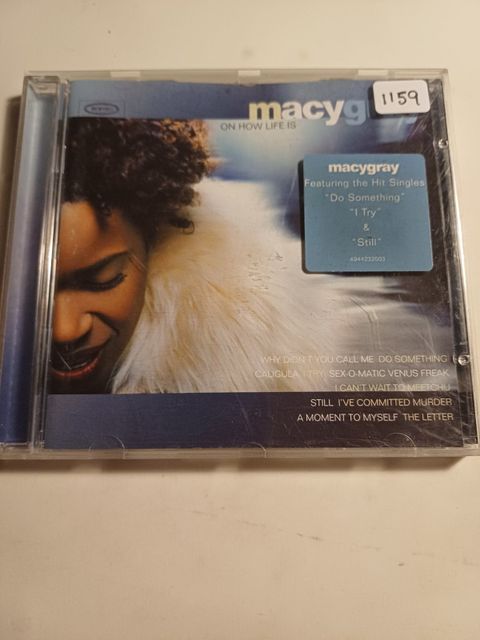 macyg
1159
ON HOW LIFE IS
macygray
Featuring the Hit Singles
"Do Something"
"I Try"
&
"Still"
4944232003
WHY DIDN'T YOU CALL ME DO SOMETHING
CALIGULA I TRY SEX-O-MATIC VENUS FREAK
I CAN'T WAIT TO MEETCHU
STILL I'VE COMMITTED MURDER
A MOMENT TO MYSELF THE LETTER